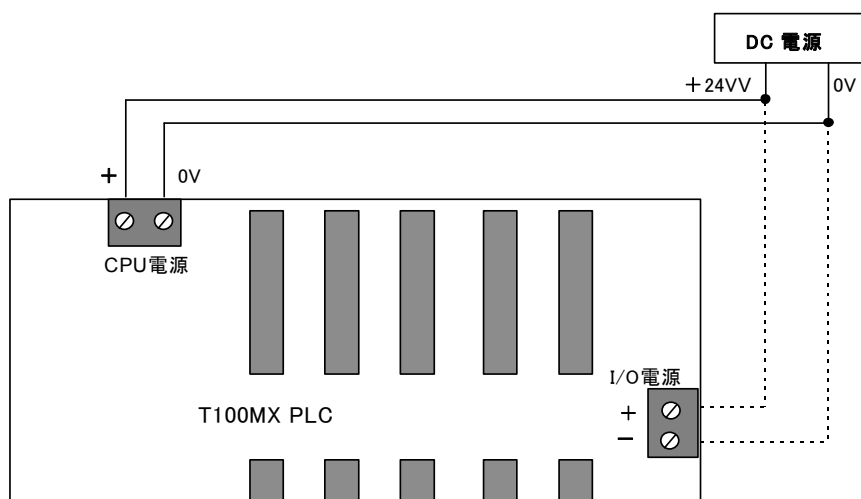 DC 電源
+24VV
0V
+
0V
CPU電源
I/O電源
+
T100MX PLC
−